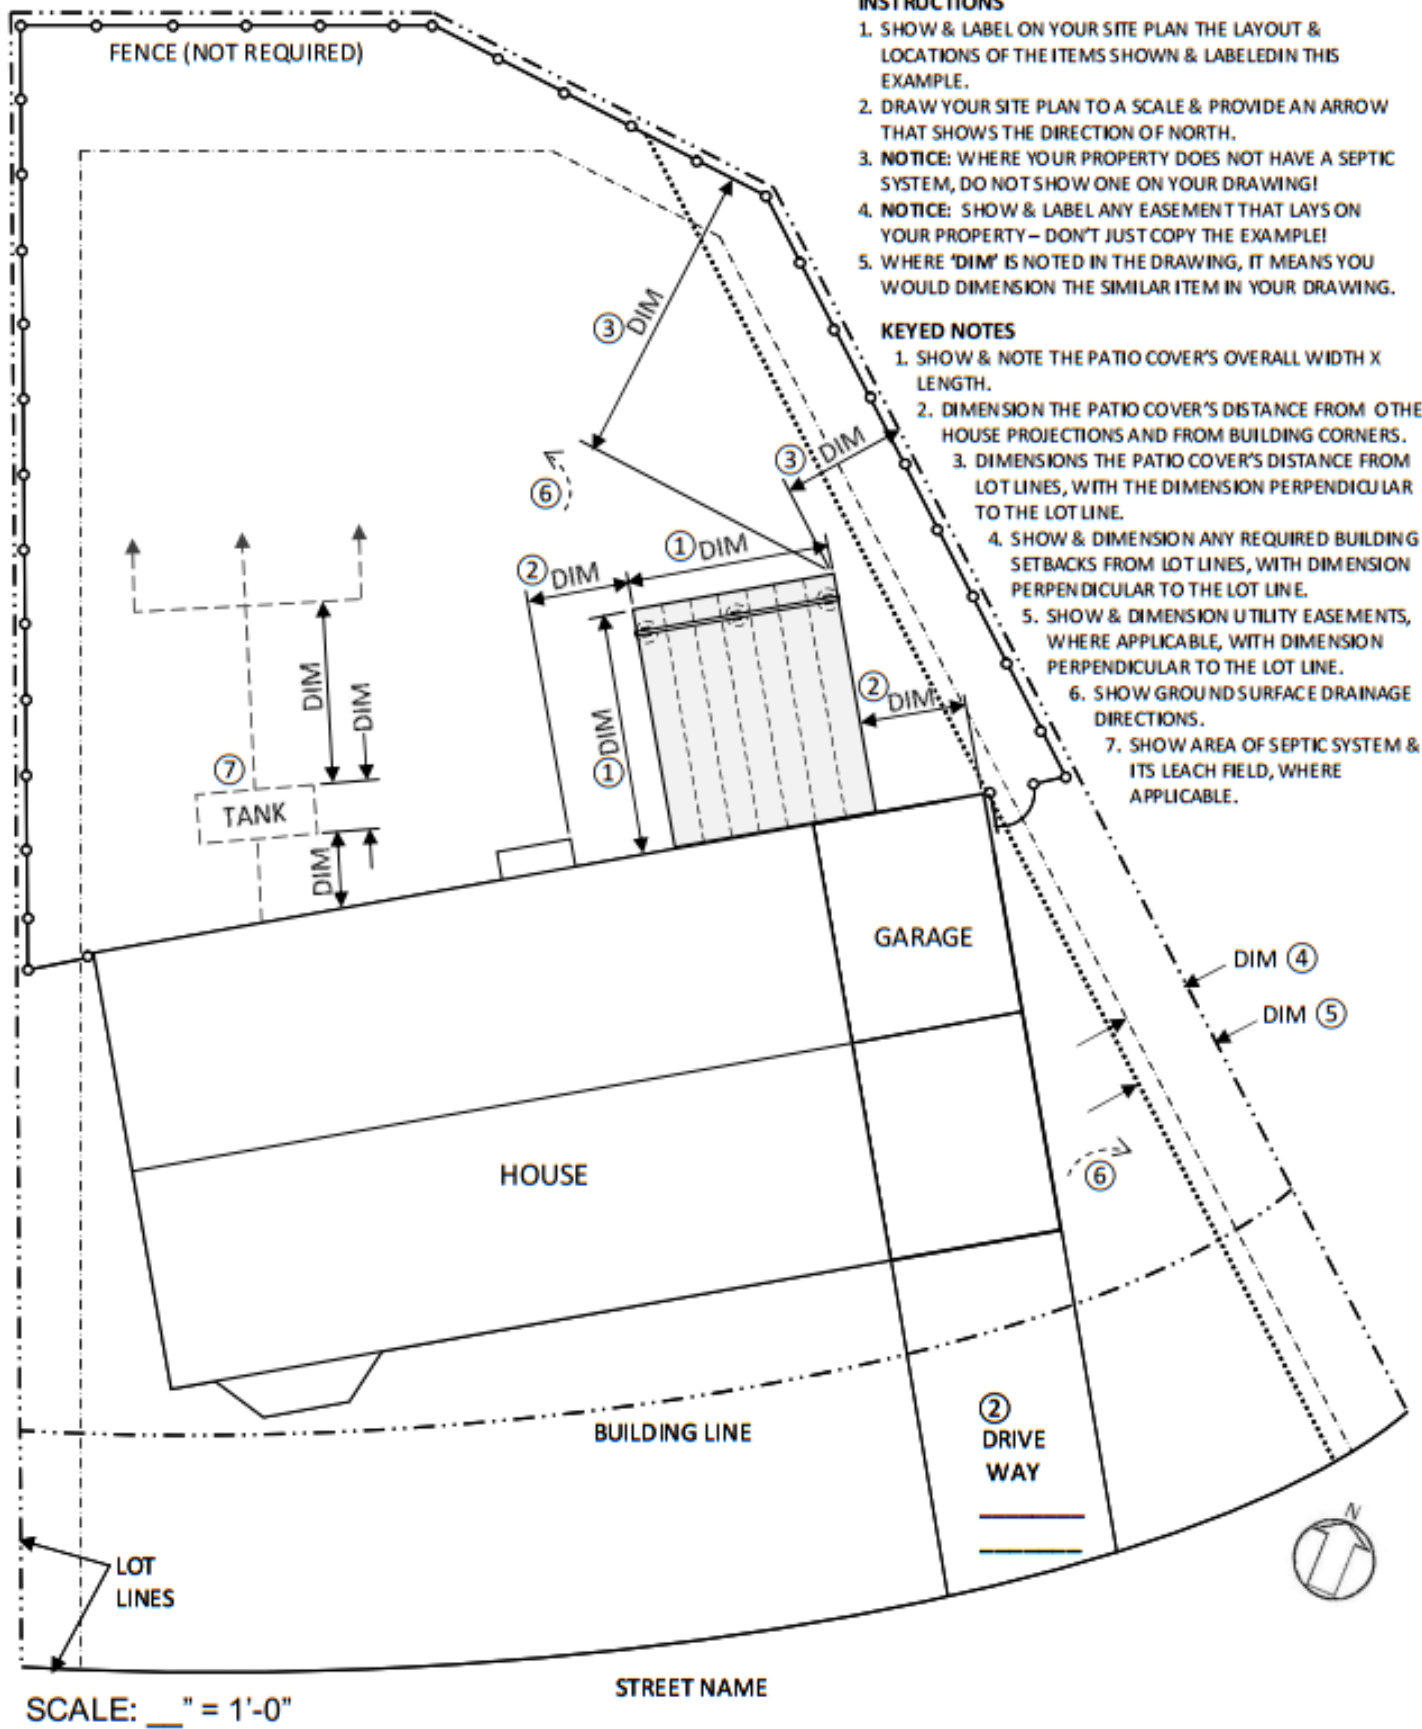 INSTRUCTIONS
1. SHOW & LABEL ON YOUR SITE PLAN THE LAYOUT &
LOCATIONS OF THE ITEMS SHOWN & LABELEDIN THIS
EXAMPLE.
2. DRAW YOUR SITE PLAN TO A SCALE & PROVIDE AN ARROW
THAT SHOWS THE DIRECTION OF NORTH.
3. NOTICE: WHERE YOUR PROPERTY DOES NOT HAVE A SEPTIC
SYSTEM, DO NOT SHOW ONE ON YOUR DRAWING!
4. NOTICE: SHOW & LABEL ANY EASEMENT THAT LAYS ON
YOUR PROPERTY – DON'T JUST COPY THE EXAMPLE!
5. WHERE 'DIM' IS NOTED IN THE DRAWING, IT MEANS YOU
WOULD DIMENSION THE SIMILAR ITEM IN YOUR DRAWING.
KEYED NOTES
1. SHOW & NOTE THE PATIO COVER'S OVERALL WIDTH X
LENGTH.
2. DIMENSION THE PATIO COVER'S DISTANCE FROM OTHE
HOUSE PROJECTIONS AND FROM BUILDING CORNERS.
3. DIMENSIONS THE PATIO COVER'S DISTANCE FROM
LOT LINES, WITH THE DIMENSION PERPENDICULAR
TO THE LOT LINE.
4. SHOW & DIMENSION ANY REQUIRED BUILDING
SETBACKS FROM LOT LINES, WITH DIMENSION
PERPENDICULAR TO THE LOT LINE.
5. SHOW & DIMENSION UTILITY EASEMENTS,
WHERE APPLICABLE, WITH DIMENSION
PERPENDICULAR TO THE LOT LINE.
6. SHOW GROUND SURFACE DRAINAGE
DIRECTIONS.
7. SHOW AREA OF SEPTIC SYSTEM &
ITS LEACH FIELD, WHERE
APPLICABLE.
FENCE (NOT REQUIRED)
③ DIM
③ DIM
⑥
① DIM
② DIM
① DIM
② DIM
DIM
DIM
⑦
TANK
DIM
GARAGE
DIM ④
DIM ⑤
HOUSE
⑥
BUILDING LINE
②
DRIVE
WAY
N
LOT
LINES
STREET NAME
SCALE: __" = 1'-0"